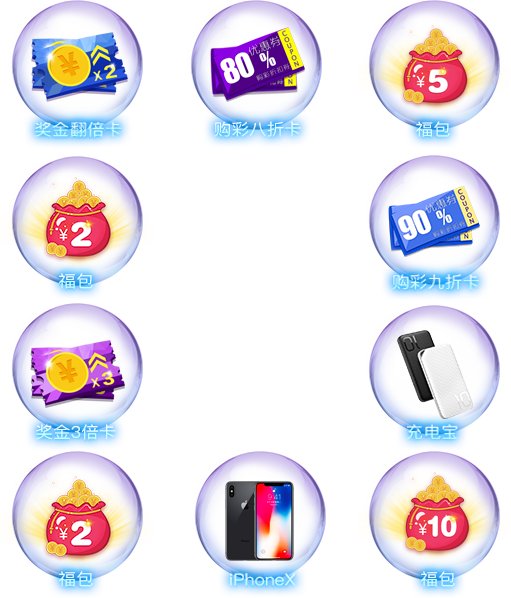 ¥
x2
奖金翻倍卡
优惠券
80%
COUPON
购彩八折卡
¥5
福包
¥2
福包
优惠券
90%
COUPON
购彩九折卡
¥
x3
奖金3倍卡
充电宝
¥2
福包
9:41
iPhoneX
¥10
福包